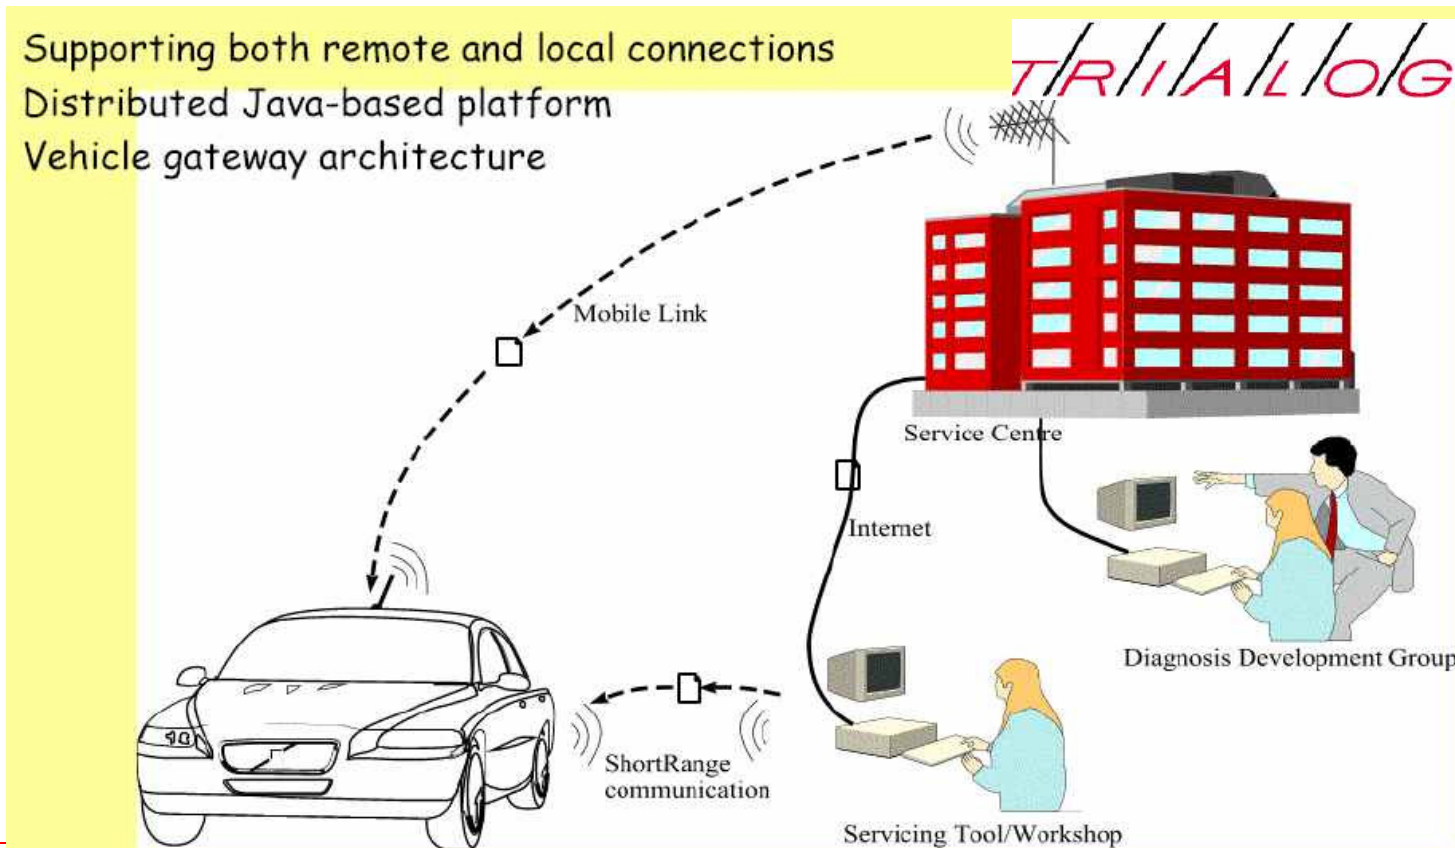 Supporting both remote and local connections
Distributed Java-based platform
Vehicle gateway architecture
TRIALOG
Mobile Link
Service Centre
Internet
Diagnosis Development Group
ShortRange
communication
Servicing Tool/Workshop